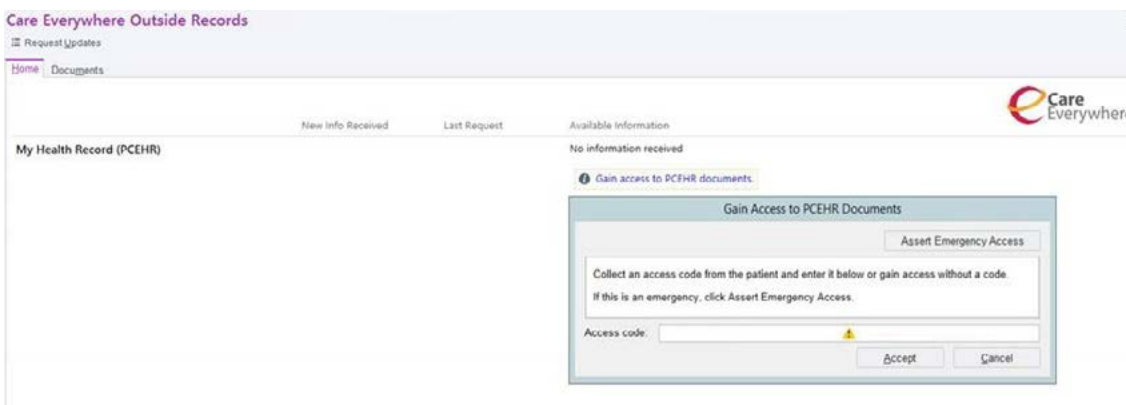 Care Everywhere Outside Records
Request Updates
Home Documents
Care
Everywhere
New Info Received Last Request Available Information
My Health Record (PCEHR) No information received
Gain access to PCEHR documents.
Gain Access to PCEHR Documents
Assert Emergency Access
Collect an access code from the patient and enter it below or gain access without a code.
If this is an emergency, click Assert Emergency Access.
Access code:
Accept Cancel